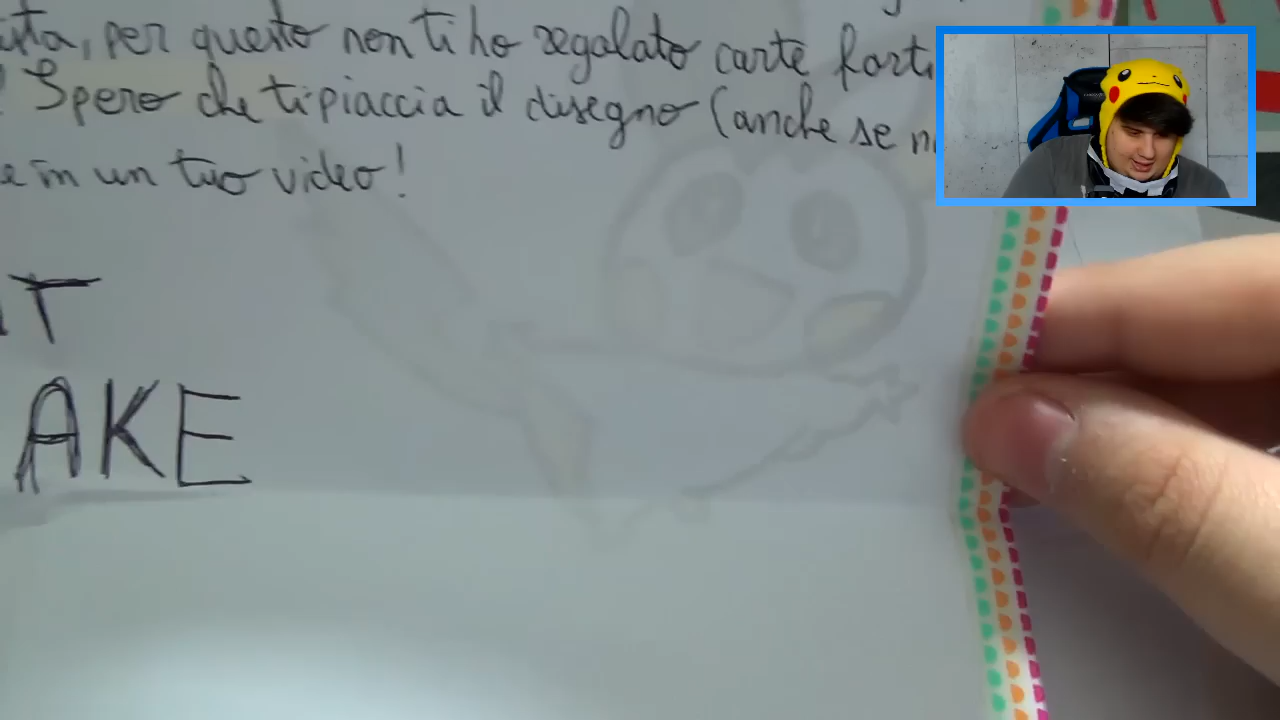 per questo non ti ho regalato carte forti
Spero che ti piaccia il disegno (anche se
in un tuo video!
T
AKE